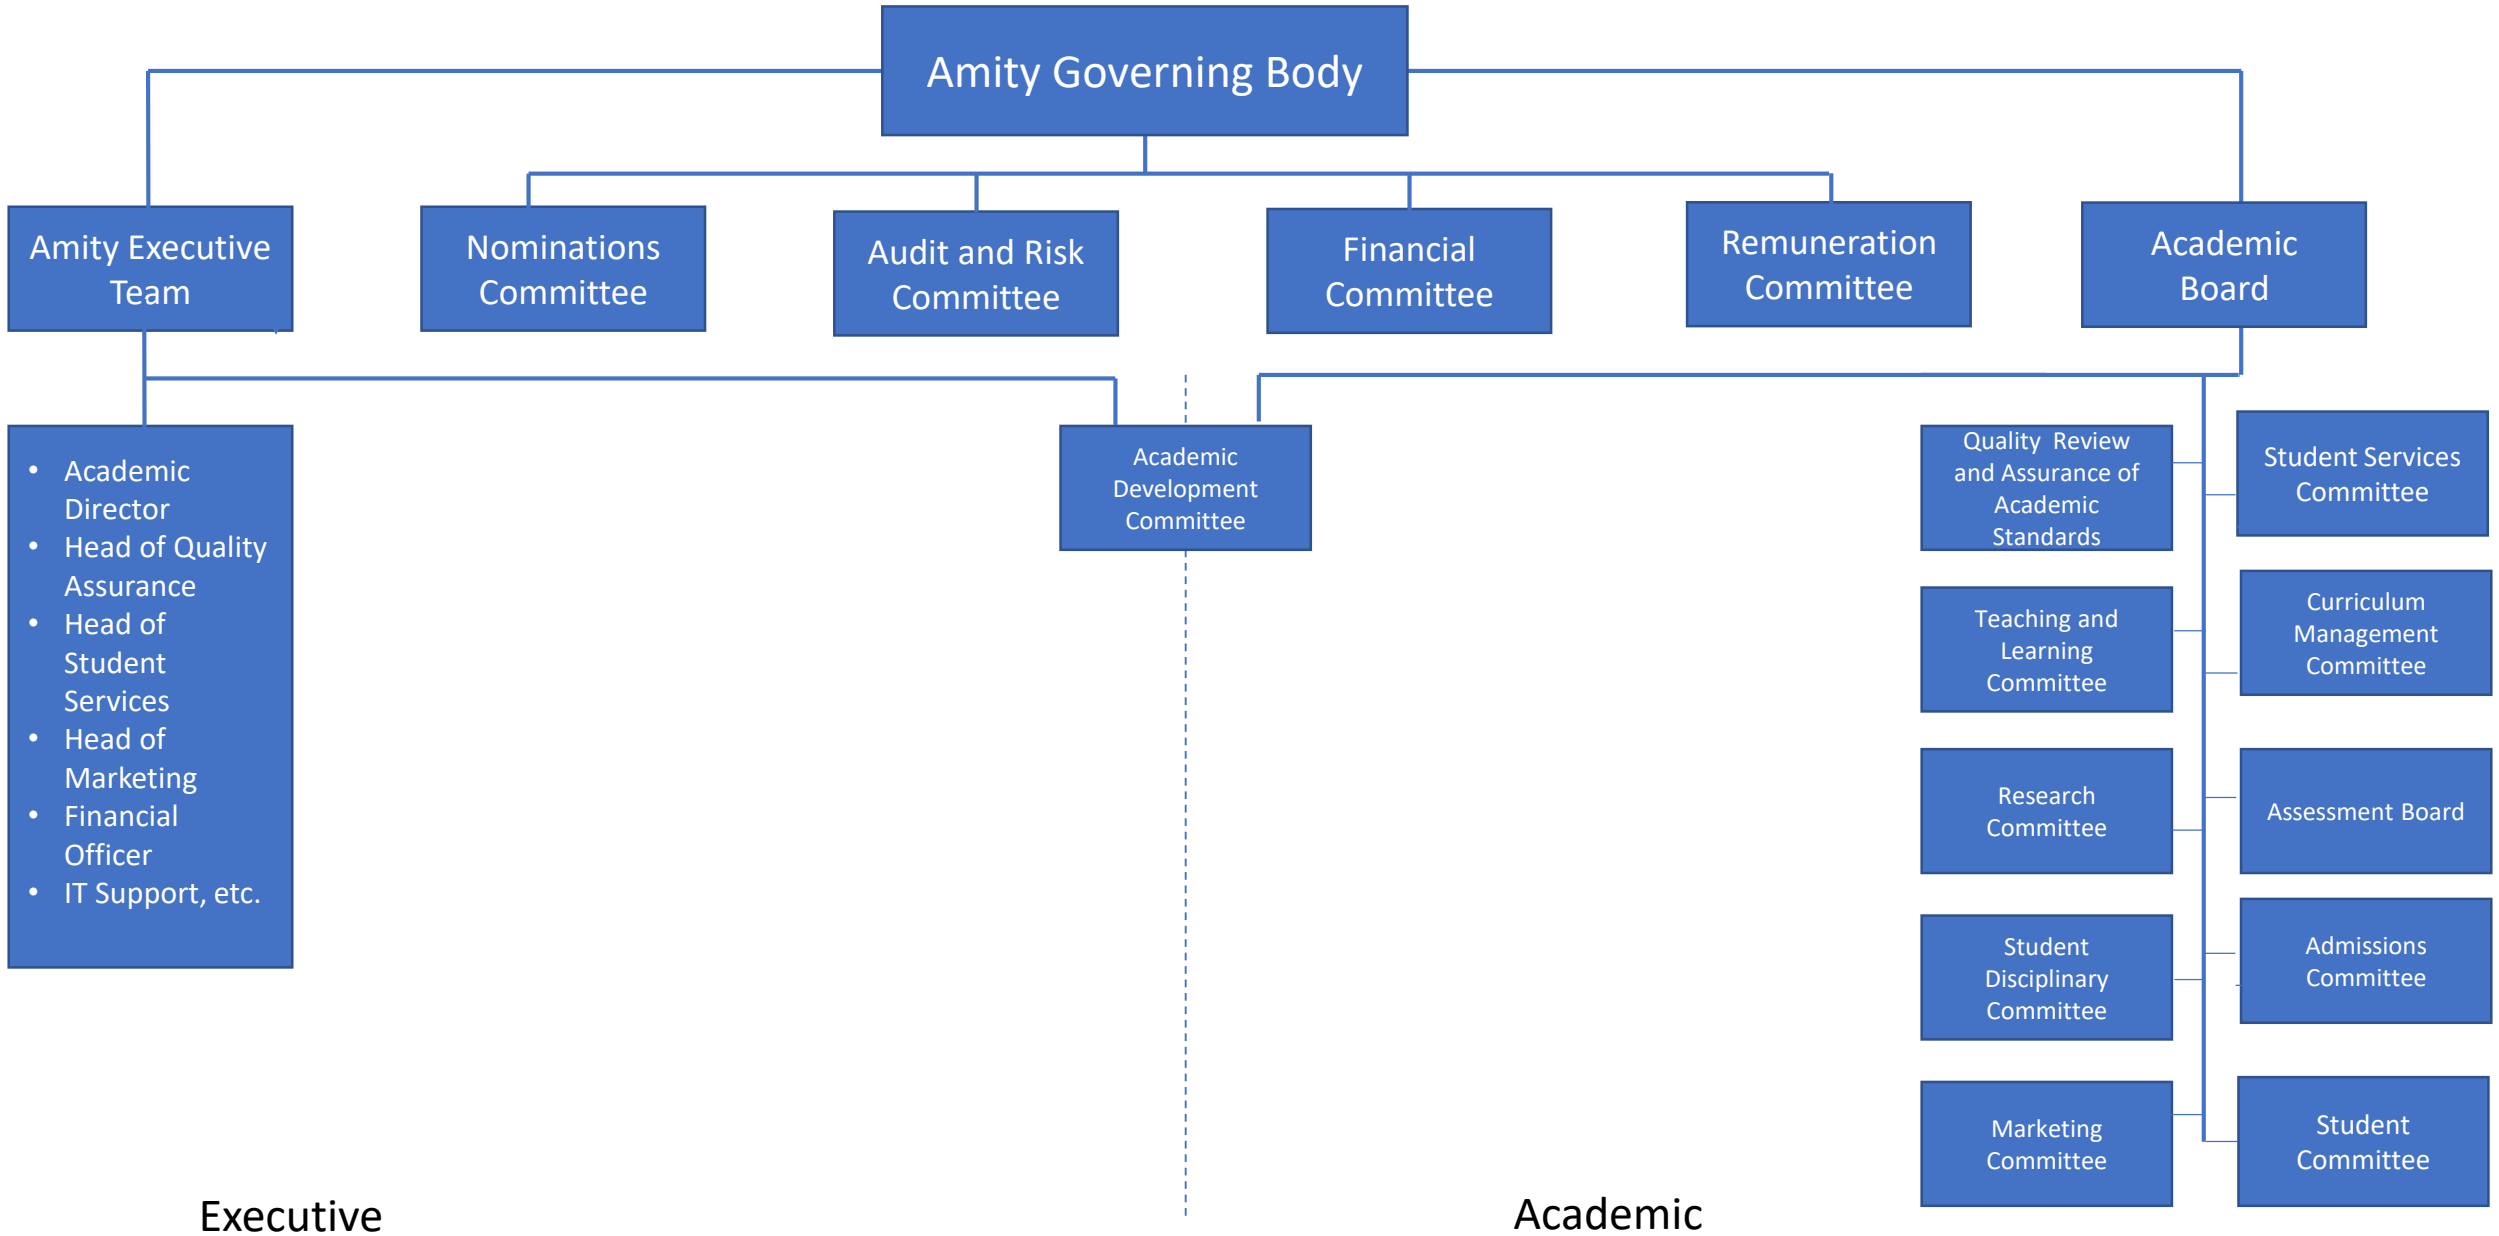 Amity Governing Body
Amity Executive
Team
Nominations
Committee
Audit and Risk
Committee
Financial
Committee
Remuneration
Committee
Academic
Board
• Academic
Director
• Head of Quality
Assurance
• Head of
Student
Services
• Head of
Marketing
• Financial
Officer
• IT Support, etc.
Academic
Development
Committee
Quality  Review
and Assurance of
Academic
Standards
Student Services
Committee
Teaching and
Learning
Committee
Curriculum
Management
Committee
Research
Committee
Assessment Board
Student
Disciplinary
Committee
Admissions
Committee
Marketing
Committee
Student
Committee
Executive
Academic